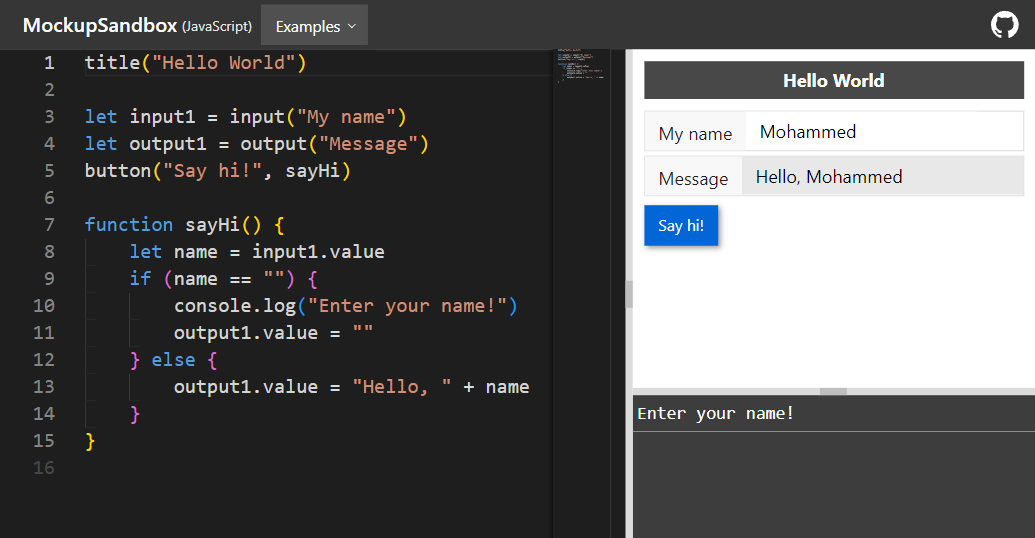 MockupSandbox (JavaScript) Examples
1 title("Hello World")
2
3 let input1 = input("My name")
4 let output1 = output("Message")
5 button("Say hi!", sayHi)
6
7 function sayHi() {
8     let name = input1.value
9     if (name == "") {
10         console.log("Enter your name!")
11         output1.value = ""
12     } else {
13         output1.value = "Hello, " + name
14     }
15 }
16
Hello World
My name Mohammed
Message Hello, Mohammed
Say hi!
Enter your name!